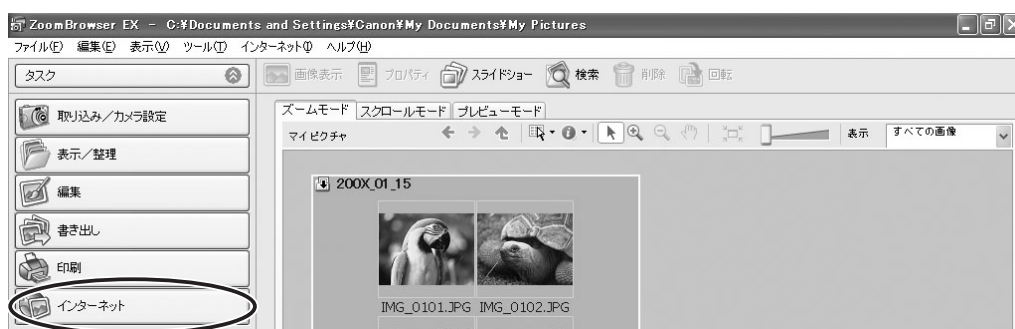 ZoomBrowser EX - C:¥Documents and Settings¥Canon¥My Documents¥My Pictures
ファイル(F) 編集(E) 表示(V) ツール(T) インターネット(I) ヘルプ(H)
タスク 画像表示 プロパティ スライドショー 検索 削除 回転
取り込み/カメラ設定
ズームモード スクロールモード プレビューモード
マイ ピクチャ 表示 すべての画像
表示/整理
200X_01_15
編集
書き出し
印刷
インターネット
IMG_0101.JPG IMG_0102.JPG